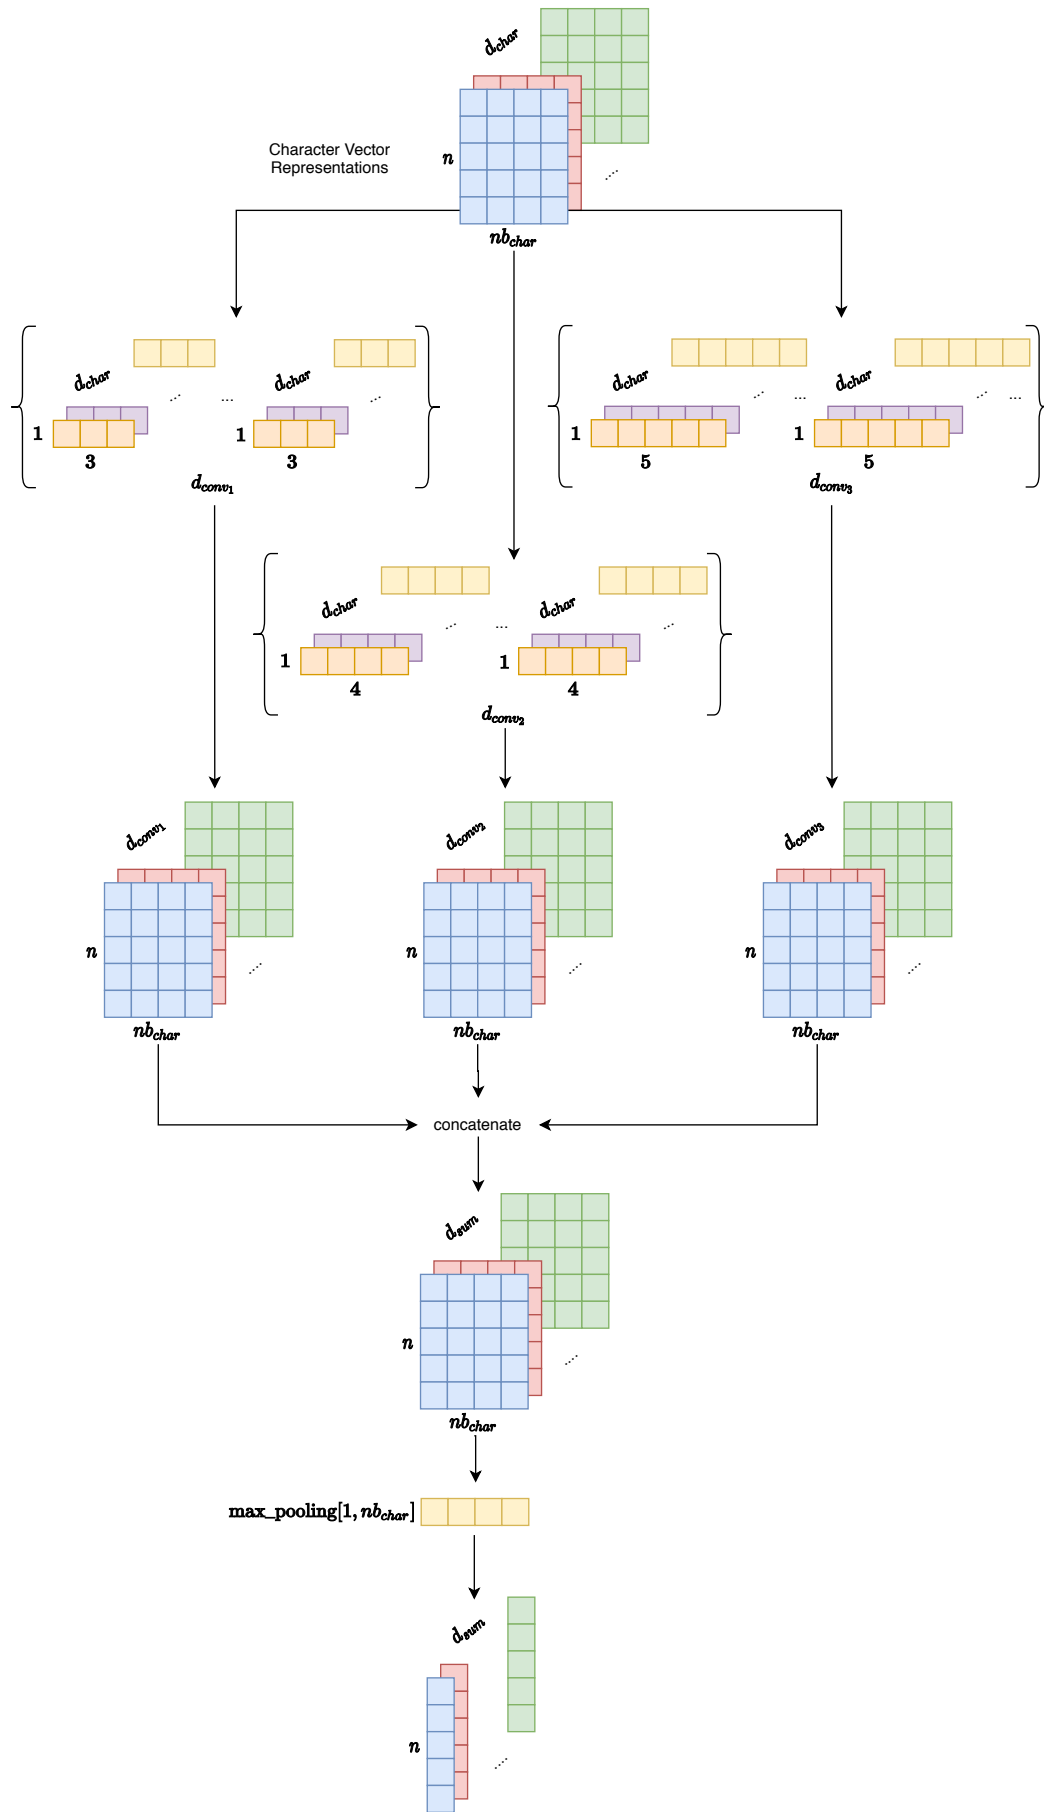 d_char
Character Vector
Representations
n
nb_char
d_char
d_char
d_char
d_char
...
...
...
1
1
1
1
3
3
5
5
d_conv1
d_conv3
d_char
d_char
...
1
1
4
4
d_conv2
d_conv1
d_conv2
d_conv3
n
n
n
nb_char
nb_char
nb_char
concatenate
d_sum
n
nb_char
max_pooling[1, nb_char]
d_sum
n